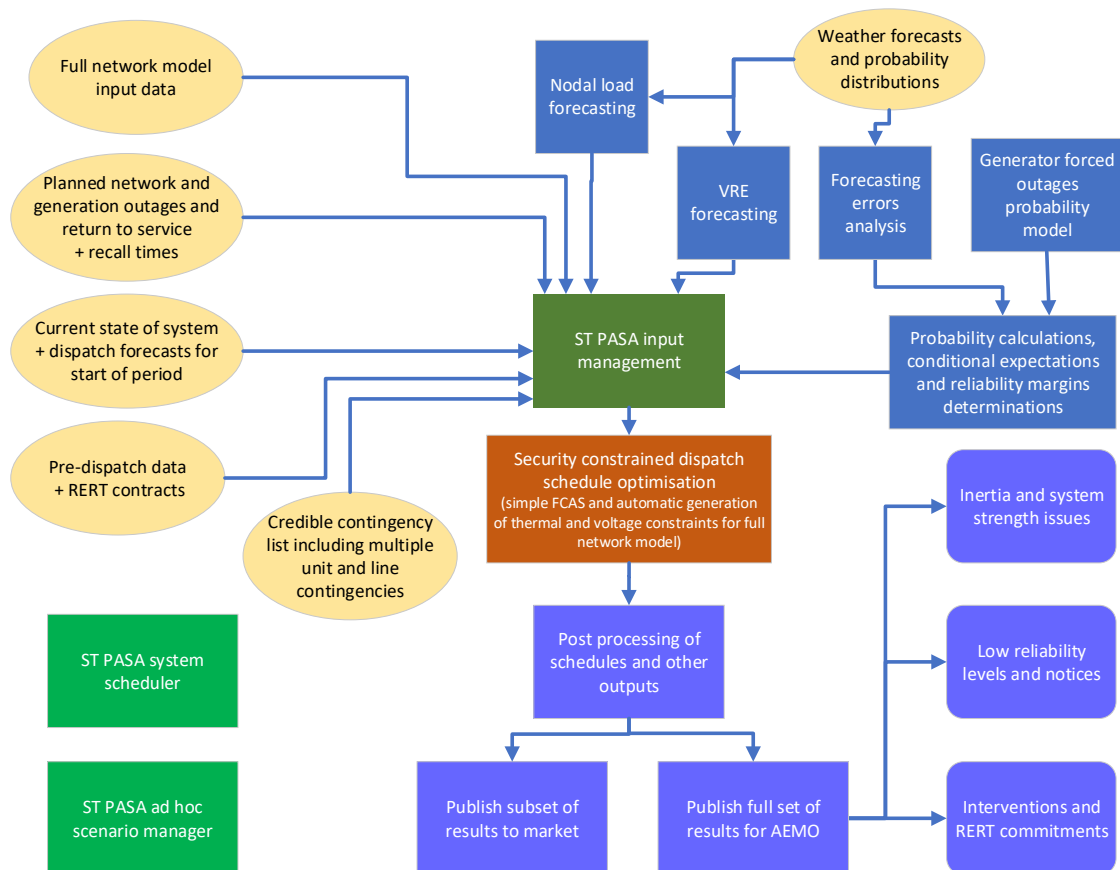 Full network model
input data
Nodal load
forecasting
Weather forecasts
and probability
distributions
Planned network and
generation outages and
return to service
+ recall times
VRE
forecasting
Forecasting
errors
analysis
Generator forced
outages
probability
model
Current state of system
+ dispatch forecasts for
start of period
ST PASA input
management
Probability calculations,
conditional expectations
and reliability margins
determinations
Pre-dispatch data
+ RERT contracts
Credible contingency
list including multiple
unit and line
contingencies
Security constrained dispatch
schedule optimisation
(simple FCAS and automatic generation
of thermal and voltage constraints for full
network model)
Inertia and system
strength issues
ST PASA system
scheduler
Post processing of
schedules and other
outputs
Low reliability
levels and notices
ST PASA ad hoc
scenario manager
Publish subset of
results to market
Publish full set of
results for AEMO
Interventions and
RERT commitments